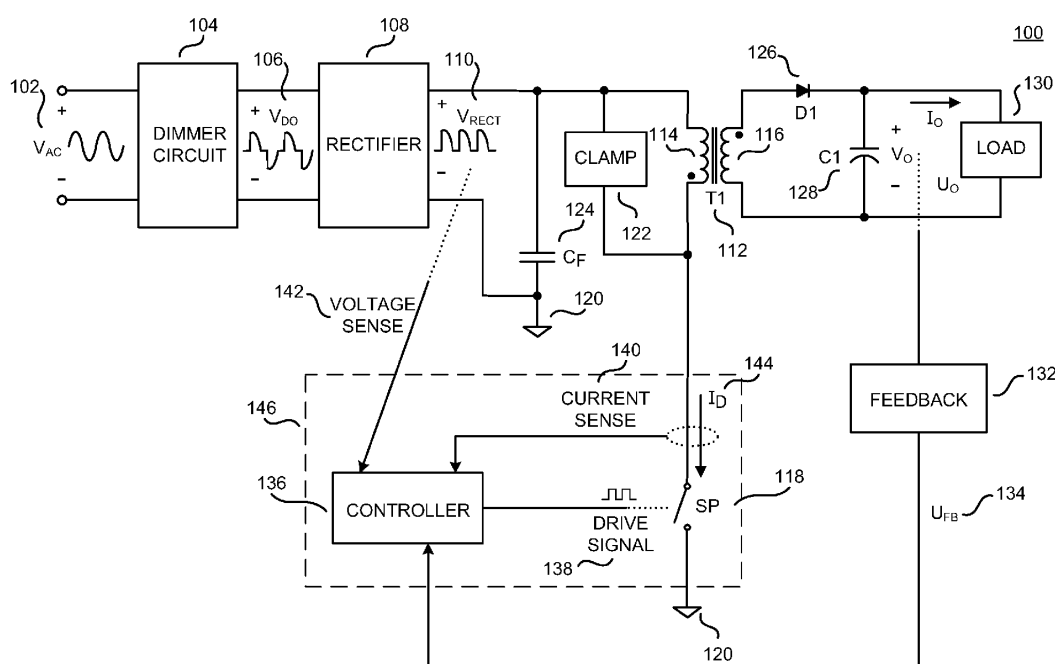 100
104
108
126
102
106
110
130
+
+
+
D1
I_O
V_DO
V_RECT
114
116
+
V_AC
DIMMER
CIRCUIT
RECTIFIER
CLAMP
C1
V_O
LOAD
-
-
-
128
-
U_O
T1
124
122
112
C_F
142
VOLTAGE
SENSE
120
140
144
132
CURRENT
SENSE
I_D
FEEDBACK
146
136
CONTROLLER
118
SP
134
U_FB
DRIVE
SIGNAL
138
120